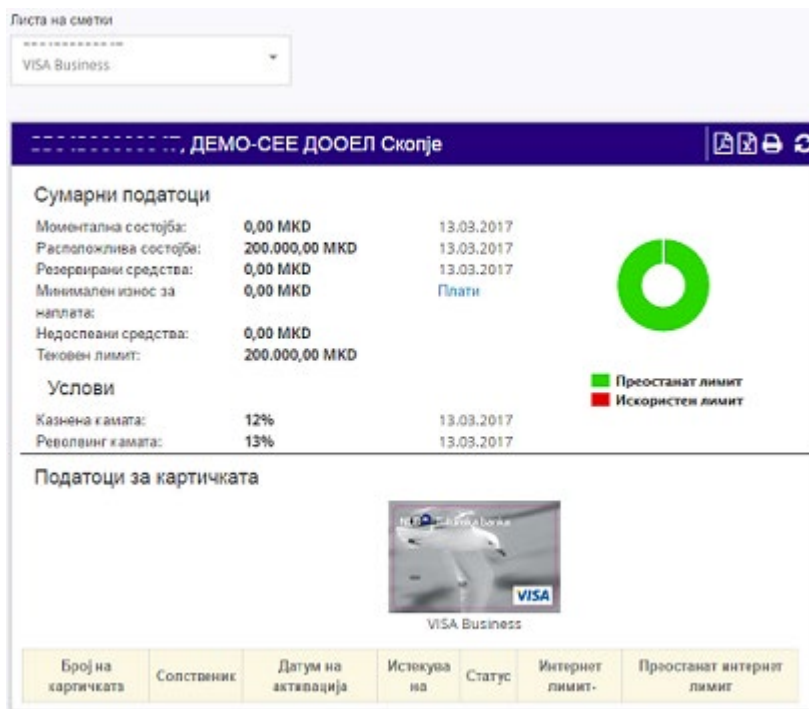 Листа на сметки
VISA Business
, ДЕМО-СЕЕ ДООЕЛ Скопје
Сумарни податоци
Моментална состојба: 0,00 MKD 13.03.2017
Расположлива состојба: 200.000,00 MKD 13.03.2017
Резервирани средства: 0,00 MKD 13.03.2017
Минимален износ за 0,00 MKD Плати
наплата:
Недоспеани средства: 0,00 MKD
Тековен лимит: 200.000,00 MKD
Преостанат лимит
Искористен лимит
Услови
Казнена камата: 12% 13.03.2017
Револвинг камата: 13% 13.03.2017
Податоци за картичката
banka
VISA
VISA Business
Број на Датум на Истекува Интернет Преостанат интернет
картичката Сопственик активација на Статус лимит- лимит